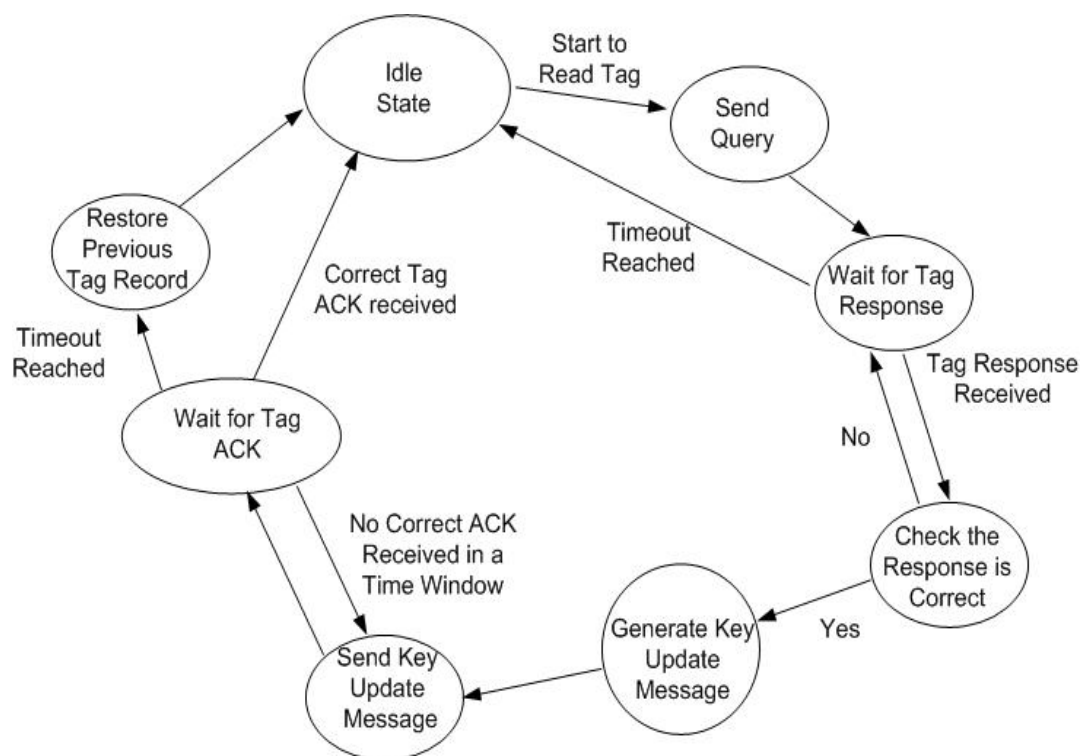 Idle
State
Start to
Read Tag
Send
Query
Restore
Previous
Tag Record
Timeout
Reached
Wait for Tag
Response
Correct Tag
ACK received
Timeout
Reached
Tag Response
Received
Wait for Tag
ACK
No
No Correct ACK
Received in a
Time Window
Check the
Response is
Correct
Generate Key
Update
Message
Yes
Send Key
Update
Message